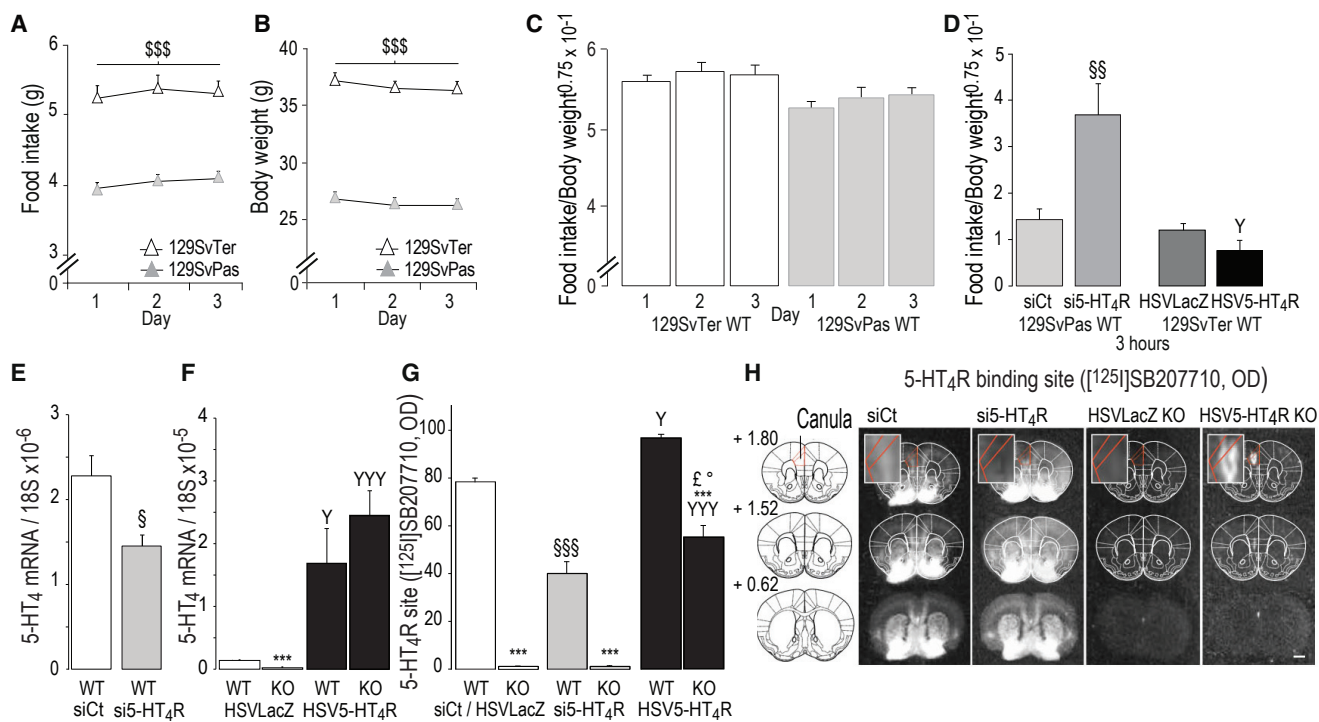 A
Food intake (g)
6
5
4
3
0
$$$
129SvTer
129SvPas
1 2 3
Day
B
Body weight (g)
40
35
30
25
0
$$$
129SvTer
129SvPas
1 2 3
Day
C
Food intake/Body weight0.75 x 10-1
6
5
4
0
1 2 3 1 2 3
129SvTer WT Day 129SvPas WT
D
Food intake/Body weight0.75 x 10-1
5
4
3
2
1
0
§§
Y
siCt si5-HT4R HSVLacZ HSV5-HT4R
129SvPas WT 129SvTer WT
3 hours
E
5-HT4 mRNA / 18S x10-6
3
2
1
0
§
WT WT
siCt si5-HT4R
F
5-HT4 mRNA / 18S x10-5
4
3
2
1
0
***
Y
YYY
WT KO WT KO
HSVLacZ HSV5-HT4R
G
5-HT4R site ([125I]SB207710, OD)
100
80
60
40
20
0
***
§§§
***
Y
£ °
***
YYY
WT KO WT KO WT KO
siCt / HSVLacZ si5-HT4R HSV5-HT4R
H
5-HT4R binding site ([125I]SB207710, OD)
Canula
siCt si5-HT4R HSVLacZ KO HSV5-HT4R KO
+ 1.80
+ 1.52
+ 0.62